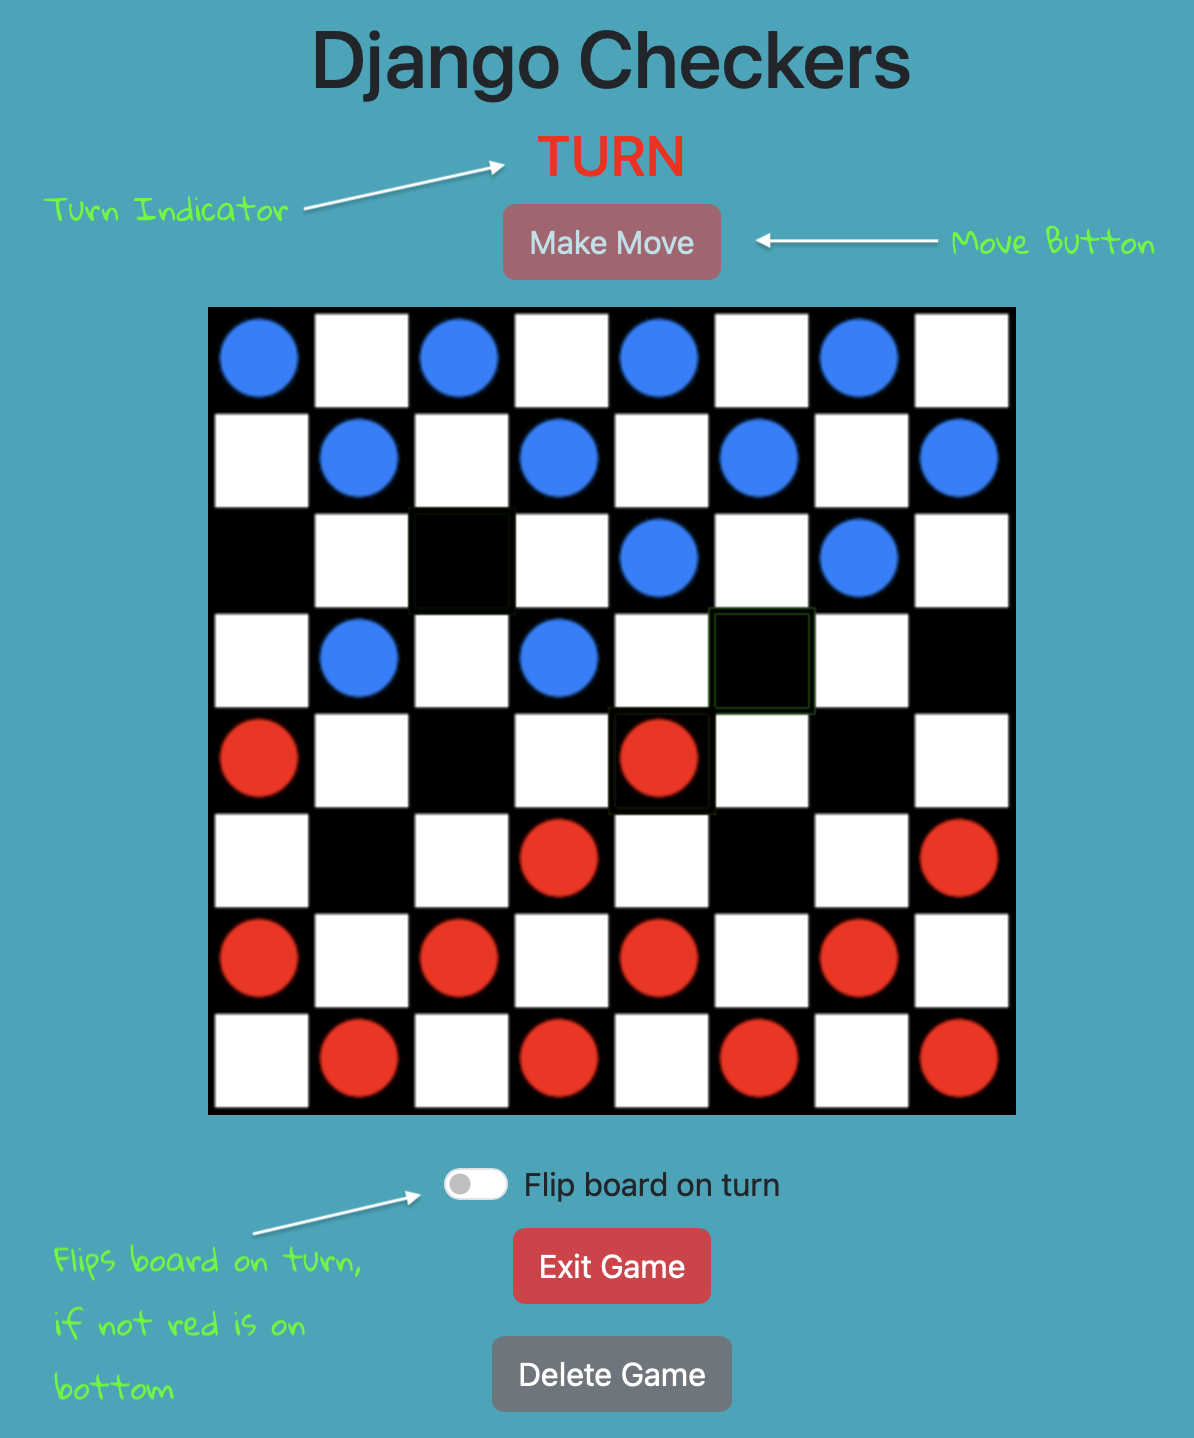 Django Checkers
TURN
Turn Indicator
Make Move
Move Button
Flip board on turn
Flips board on turn,
if not red is on
bottom
Exit Game
Delete Game